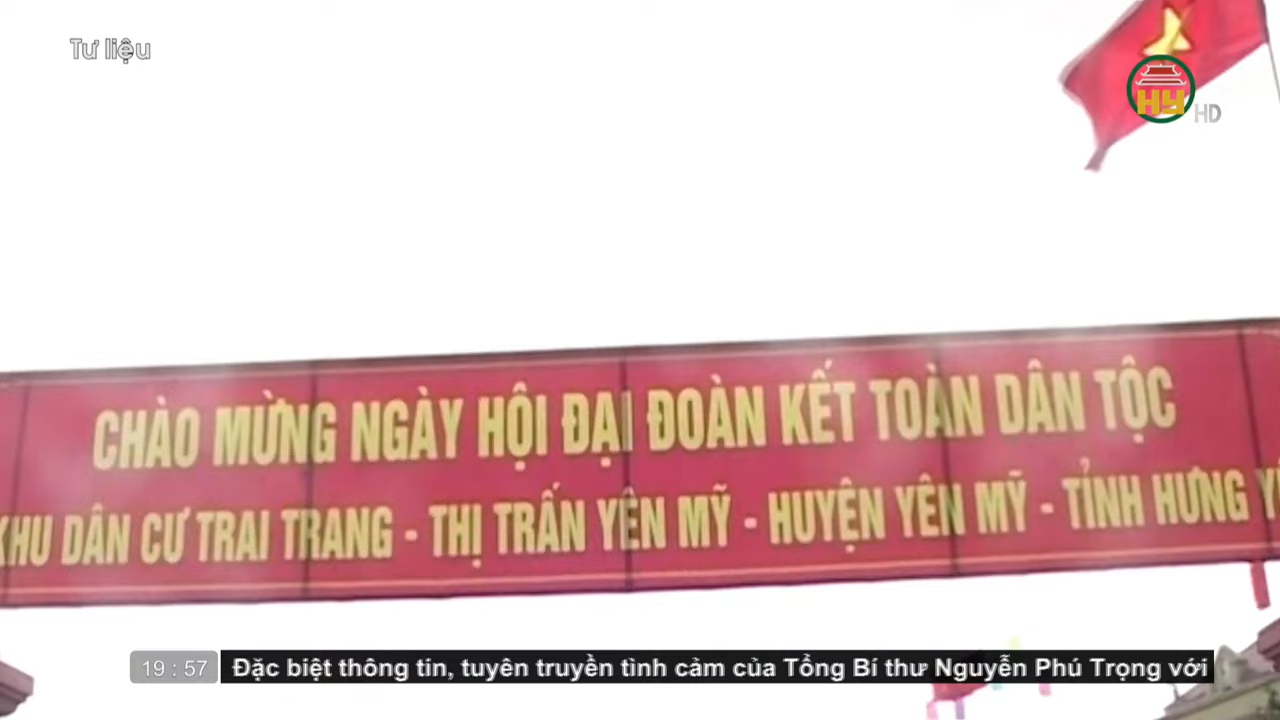 Tư liệu
HY HD
CHÀO MỪNG NGÀY HỘI ĐẠI ĐOÀN KẾT TOÀN DÂN TỘC
KHU DÂN CƯ TRAI TRANG - THỊ TRẤN YÊN MỸ - HUYỆN YÊN MỸ - TỈNH HƯNG
19 : 57 Đặc biệt thông tin, tuyên truyền tình cảm của Tổng Bí thư Nguyễn Phú Trọng với